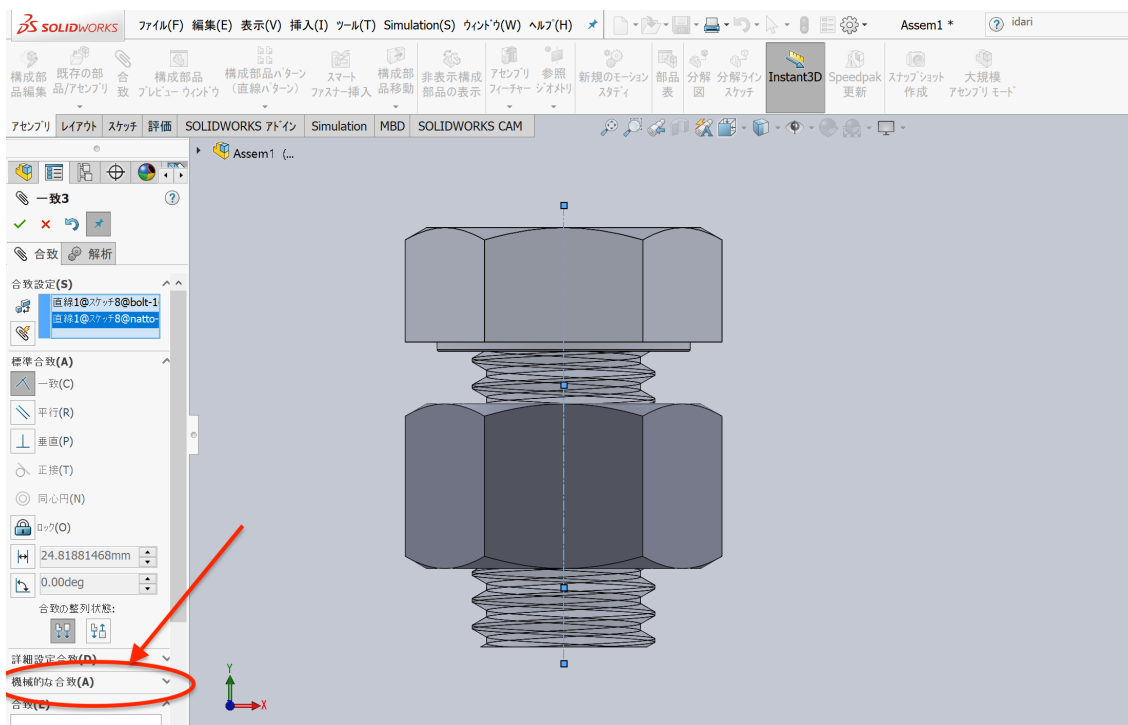 SOLIDWORKS ファイル(F) 編集(E) 表示(V) 挿入(I) ツール(T) Simulation(S) ウィンドウ(W) ヘルプ(H) Assem1 * idari
構成部品編集
既存の部品/アセンブリ
合致
構成部品プレビュー ウィンドウ
構成部品パターン(直線パターン)
スマート ファスナー挿入
構成部品移動
非表示構成部品の表示
アセンブリ フィーチャー
参照ジオメトリ
新規のモーション スタディ
部品表
分解図
分解ライン スケッチ
Instant3D
Speedpak 更新
スナップショット作成
大規模アセンブリ モード
アセンブリ レイアウト スケッチ 評価 SOLIDWORKS アドイン Simulation MBD SOLIDWORKS CAM
Assem1 (...
一致3
合致 解析
合致設定(S)
直線1@スケッチ8@bolt-1
直線1@スケッチ8@natto-
標準合致(A)
一致(C)
平行(R)
垂直(P)
正接(T)
同心円(N)
ロック(O)
24.81881468mm
0.00deg
合致の整列状態:
詳細設定合致(D)
機械的な合致(A)
合致(E)
Y
X